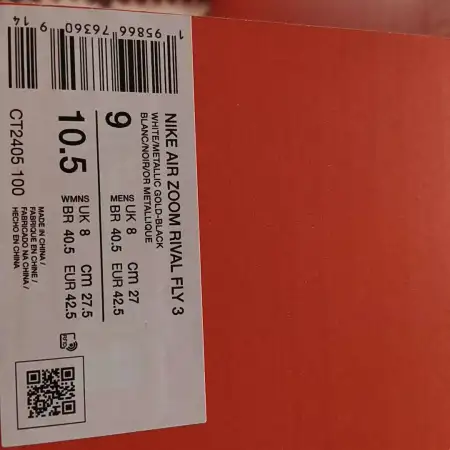 NIKE AIR ZOOM RIVAL FLY 3
WHITE/METALLIC GOLD-BLACK
BLANC/NOIR/OR METALLIQUE
9
MENS
UK 8 cm 27
BR 40.5 EUR 42.5
10.5
WMNS
UK 8 cm 27.5
BR 40.5 EUR 42.5
CT2405 100
MADE IN CHINA /
FABRIQUE EN CHINE /
FABRICADO NA CHINA /
HECHO EN CHINA
1 95866 76360 9 14